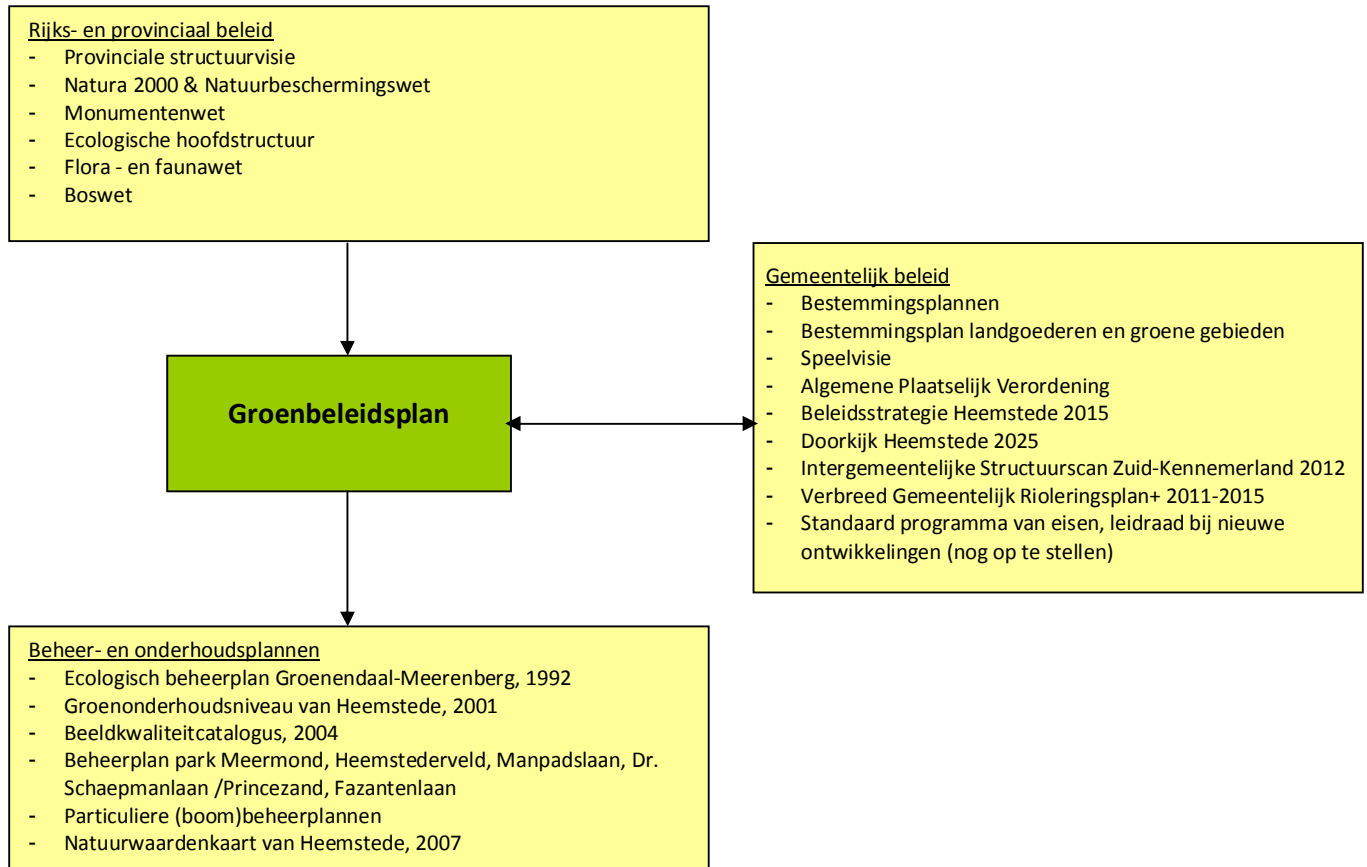 Rijks- en provinciaal beleid
- Provinciale structuurvisie
- Natura 2000 & Natuurbeschermingswet
- Monumentenwet
- Ecologische hoofdstructuur
- Flora - en faunawet
- Boswet
Groenbeleidsplan
Gemeentelijk beleid
- Bestemmingsplannen
- Bestemmingsplan landgoederen en groene gebieden
- Speelvisie
- Algemene Plaatselijk Verordening
- Beleidsstrategie Heemstede 2015
- Doorkijk Heemstede 2025
- Intergemeentelijke Structuurscan Zuid-Kennemerland 2012
- Verbreed Gemeentelijk Rioleringsplan+ 2011-2015
- Standaard programma van eisen, leidraad bij nieuwe
ontwikkelingen (nog op te stellen)
Beheer- en onderhoudsplannen
- Ecologisch beheerplan Groenendaal-Meerenberg, 1992
- Groenonderhoudsniveau van Heemstede, 2001
- Beeldkwaliteitcatalogus, 2004
- Beheerplan park Meermond, Heemstederveld, Manpadslaan, Dr.
Schaepmanlaan /Princezand, Fazantenlaan
- Particuliere (boom)beheerplannen
- Natuurwaardenkaart van Heemstede, 2007